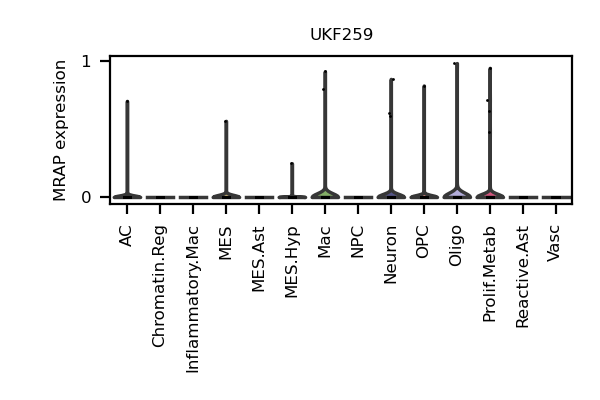 UKF259
MRAP expression
1
0
AC
Chromatin.Reg
Inflammatory.Mac
MES
MES.Ast
MES.Hyp
Mac
NPC
Neuron
OPC
Oligo
Prolif.Metab
Reactive.Ast
Vasc